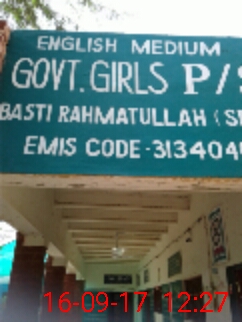 ENGLISH MEDIUM
GOVT. GIRLS P/S
BASTI RAHMATULLAH (S
EMIS CODE - 313404
16-09-17 12:27